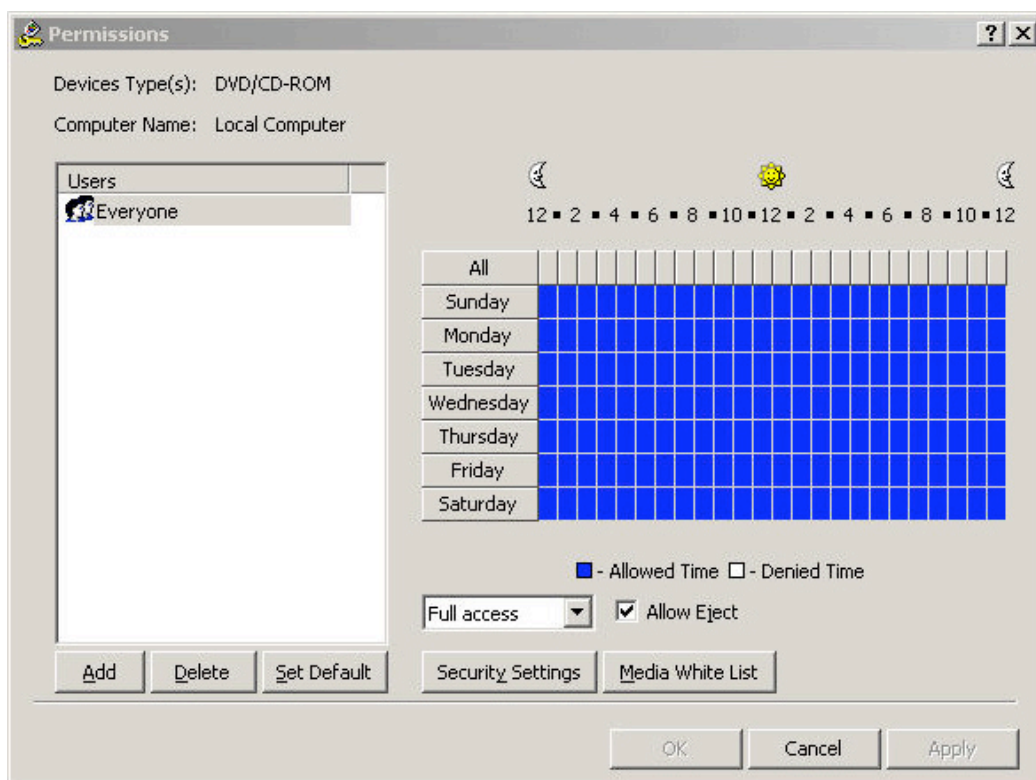 Permissions
Devices Type(s): DVD/CD-ROM
Computer Name: Local Computer
Users
Everyone
12 ▪ 2 ▪ 4 ▪ 6 ▪ 8 ▪ 10 ▪ 12 ▪ 2 ▪ 4 ▪ 6 ▪ 8 ▪ 10 ▪ 12
All
Sunday
Monday
Tuesday
Wednesday
Thursday
Friday
Saturday
- Allowed Time - Denied Time
Full access Allow Eject
Add Delete Set Default Security Settings Media White List
OK Cancel Apply